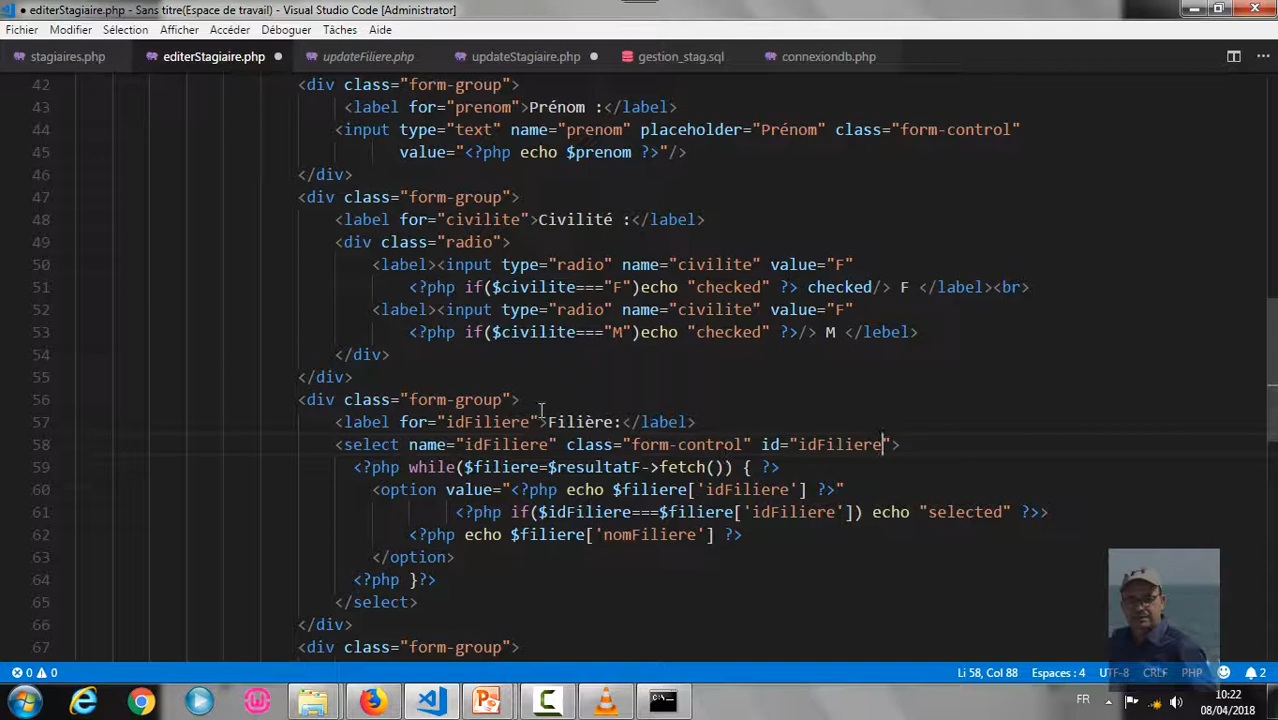 ● editerStagiaire.php - Sans titre(Espace de travail) - Visual Studio Code [Administrator]
Fichier Modifier Sélection Afficher Accéder Déboguer Tâches Aide
stagiaires.php editerStagiaire.php updateFiliere.php updateStagiaire.php gestion_stag.sql connexiondb.php
42 <div class="form-group">
43 <label for="prenom">Prénom :</label>
44 <input type="text" name="prenom" placeholder="Prénom" class="form-control"
45 value="<?php echo $prenom ?>"/>
46 </div>
47 <div class="form-group">
48 <label for="civilite">Civilité :</label>
49 <div class="radio">
50 <label><input type="radio" name="civilite" value="F"
51 <?php if($civilite==="F")echo "checked" ?> checked/> F </label><br>
52 <label><input type="radio" name="civilite" value="F"
53 <?php if($civilite==="M")echo "checked" ?>/> M </lebel>
54 </div>
55 </div>
56 <div class="form-group">
57 <label for="idFiliere">Filière:</label>
58 <select name="idFiliere" class="form-control" id="idFiliere">
59 <?php while($filiere=$resultatF->fetch()) { ?>
60 <option value="<?php echo $filiere['idFiliere'] ?>"
61 <?php if($idFiliere===$filiere['idFiliere']) echo "selected" ?>>
62 <?php echo $filiere['nomFiliere'] ?>
63 </option>
64 <?php }?>
65 </select>
66 </div>
67 <div class="form-group">
0 0 Li 58, Col 88 Espaces : 4 UTF-8 CRLF PHP 2
FR 10:22
08/04/2018